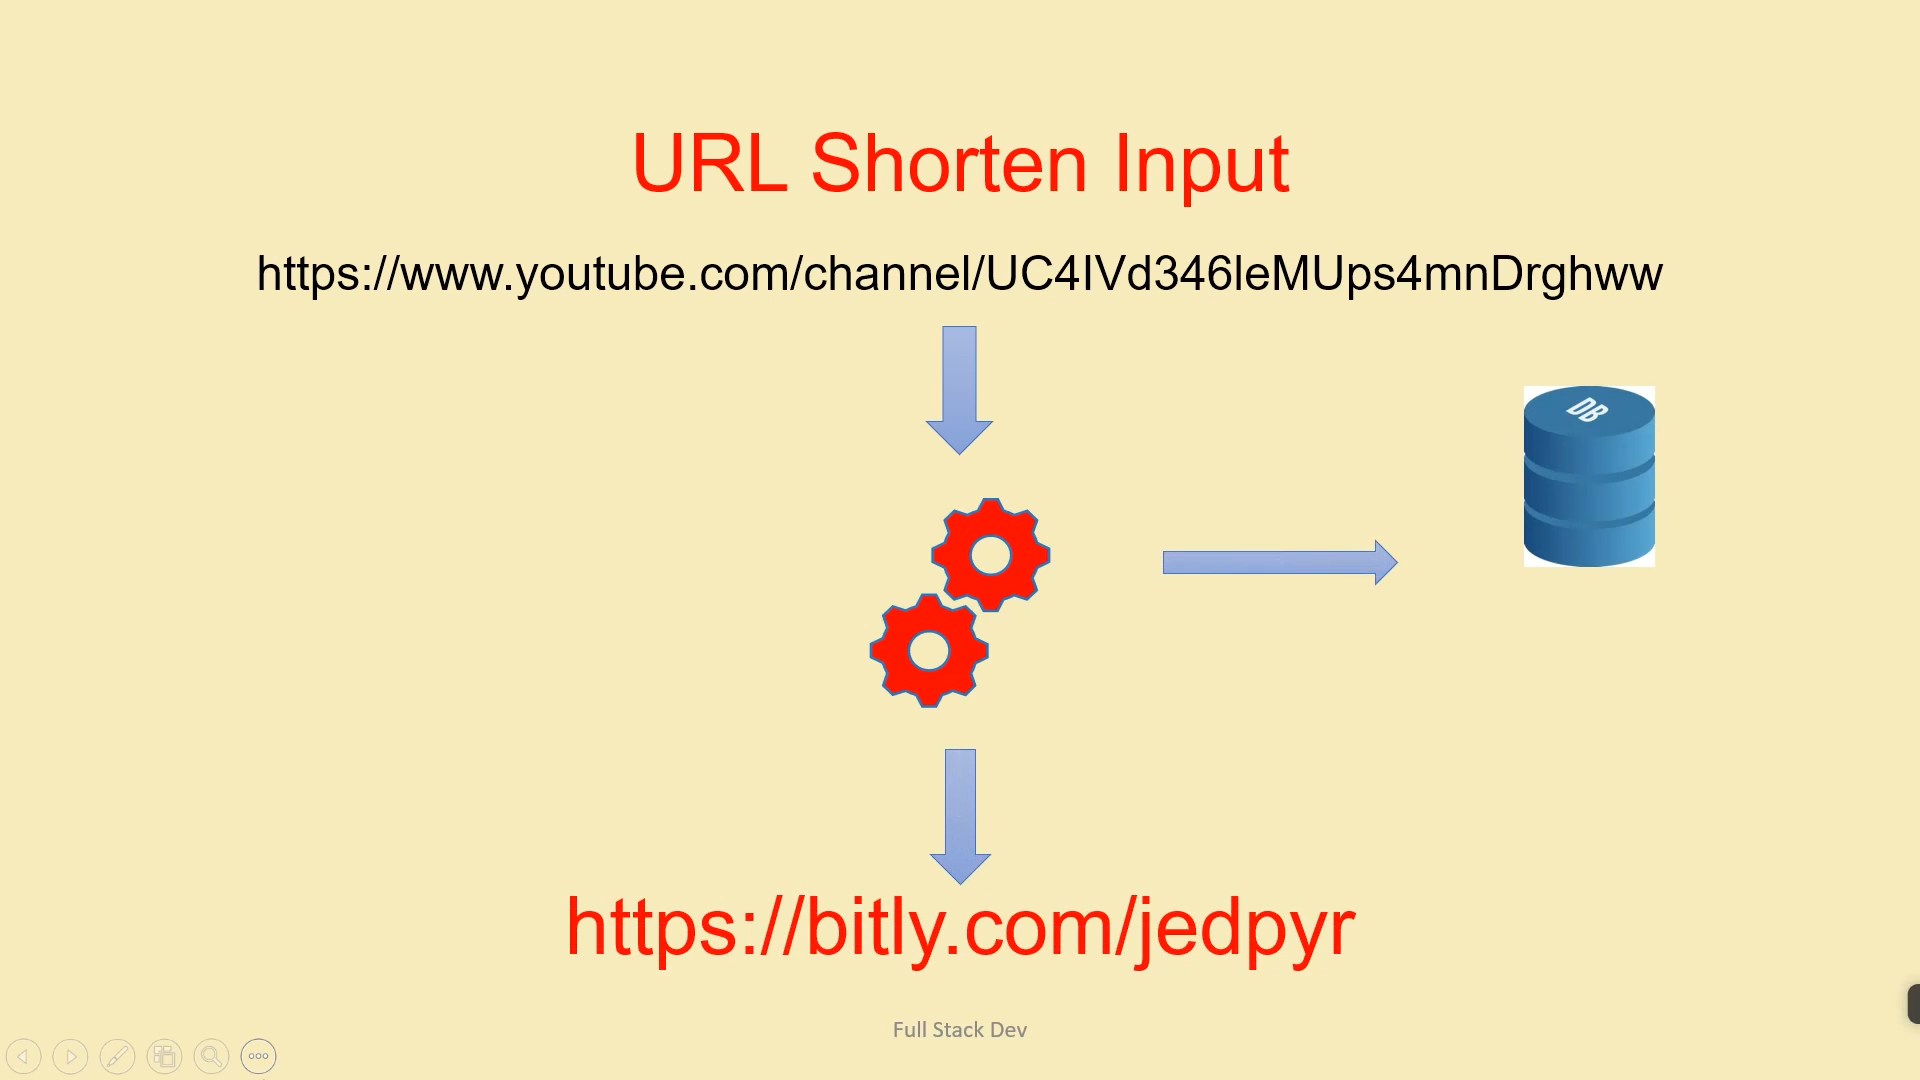 URL Shorten Input
https://www.youtube.com/channel/UC4IVd346leMUps4mnDrghww
DB
https://bitly.com/jedpyr
Full Stack Dev